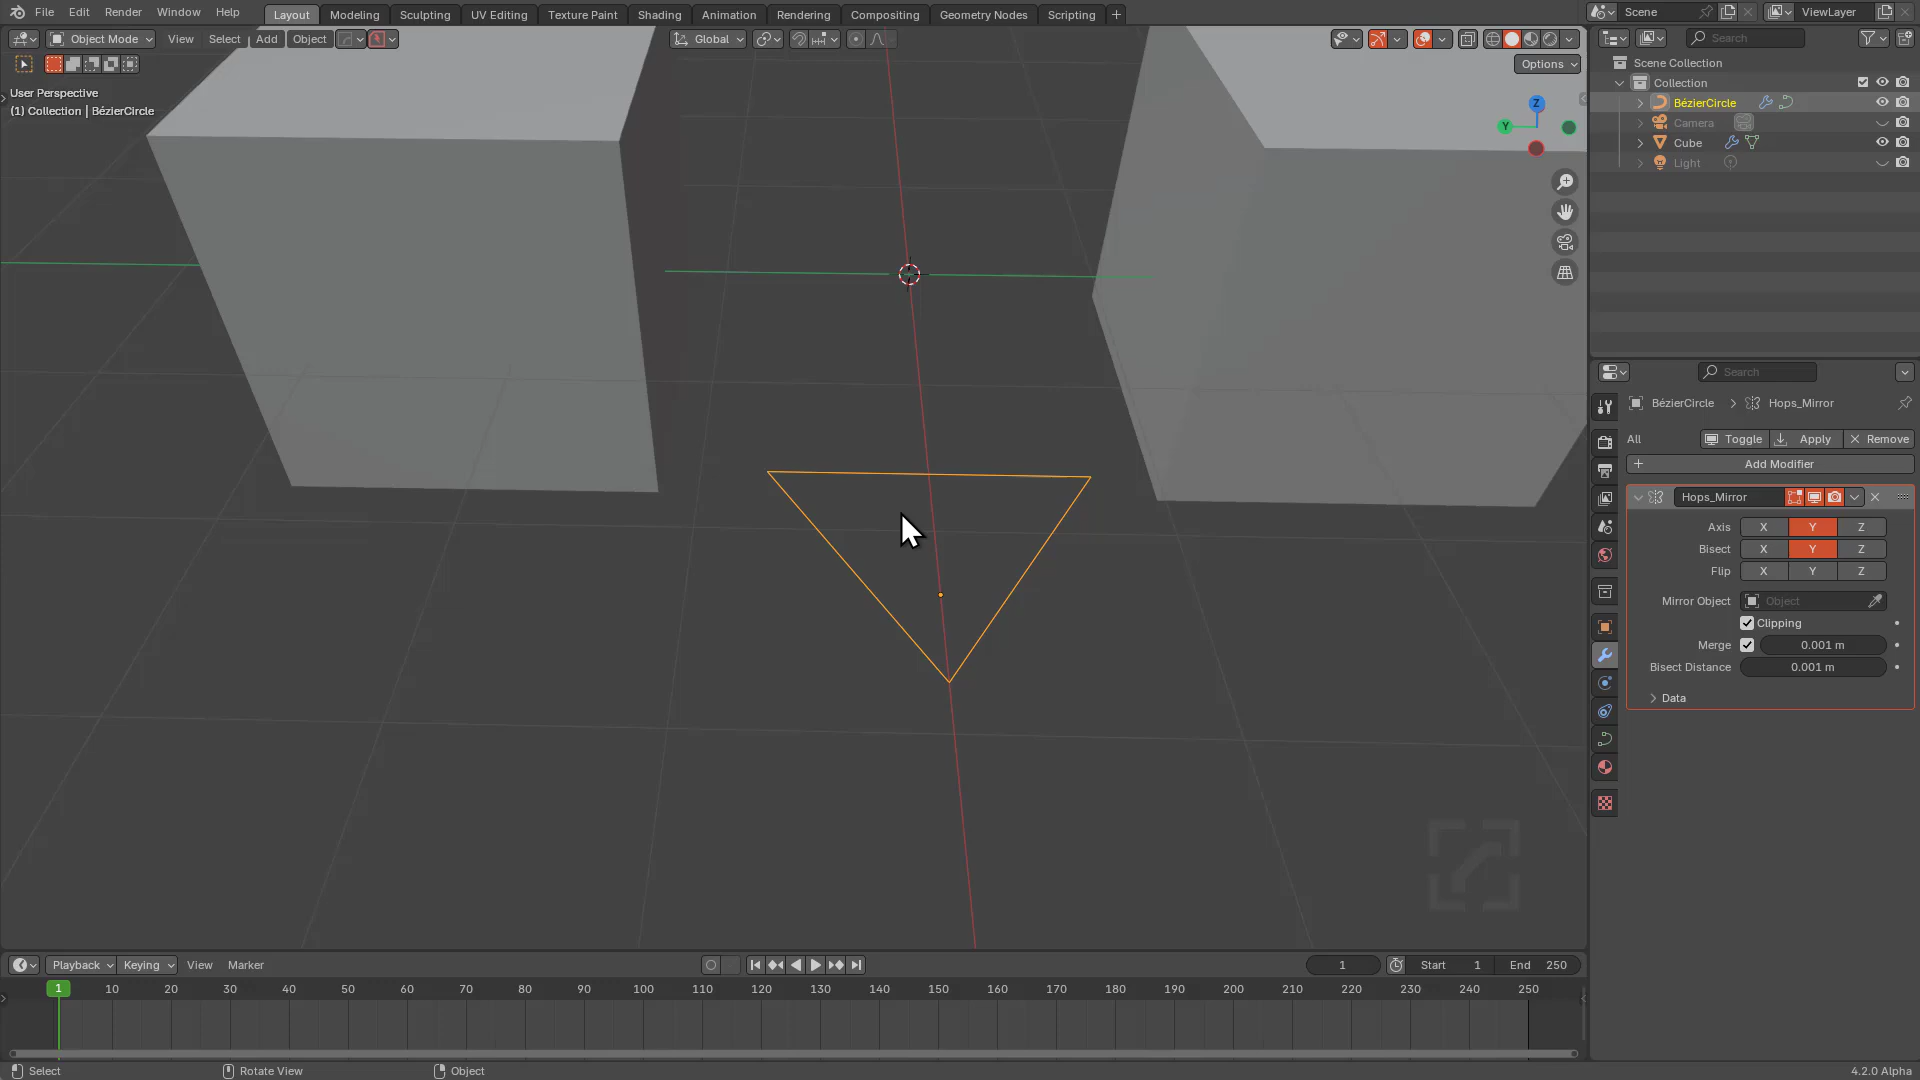 File Edit Render Window Help Layout Modeling Sculpting UV Editing Texture Paint Shading Animation Rendering Compositing Geometry Nodes Scripting + Scene ViewLayer
Object Mode View Select Add Object Global Search
Options
User Perspective
(1) Collection | BézierCircle
Z
Y
Scene Collection
Collection
BézierCircle
Camera
Cube
Light
Search
BézierCircle > Hops_Mirror
All Toggle Apply Remove
Add Modifier
Hops_Mirror
Axis X Y Z
Bisect X Y Z
Flip X Y Z
Mirror Object Object
Clipping
Merge 0.001 m
Bisect Distance 0.001 m
Data
Playback Keying View Marker 1 Start 1 End 250
1 10 20 30 40 50 60 70 80 90 100 110 120 130 140 150 160 170 180 190 200 210 220 230 240 250
Select Rotate View Object 4.2.0 Alpha